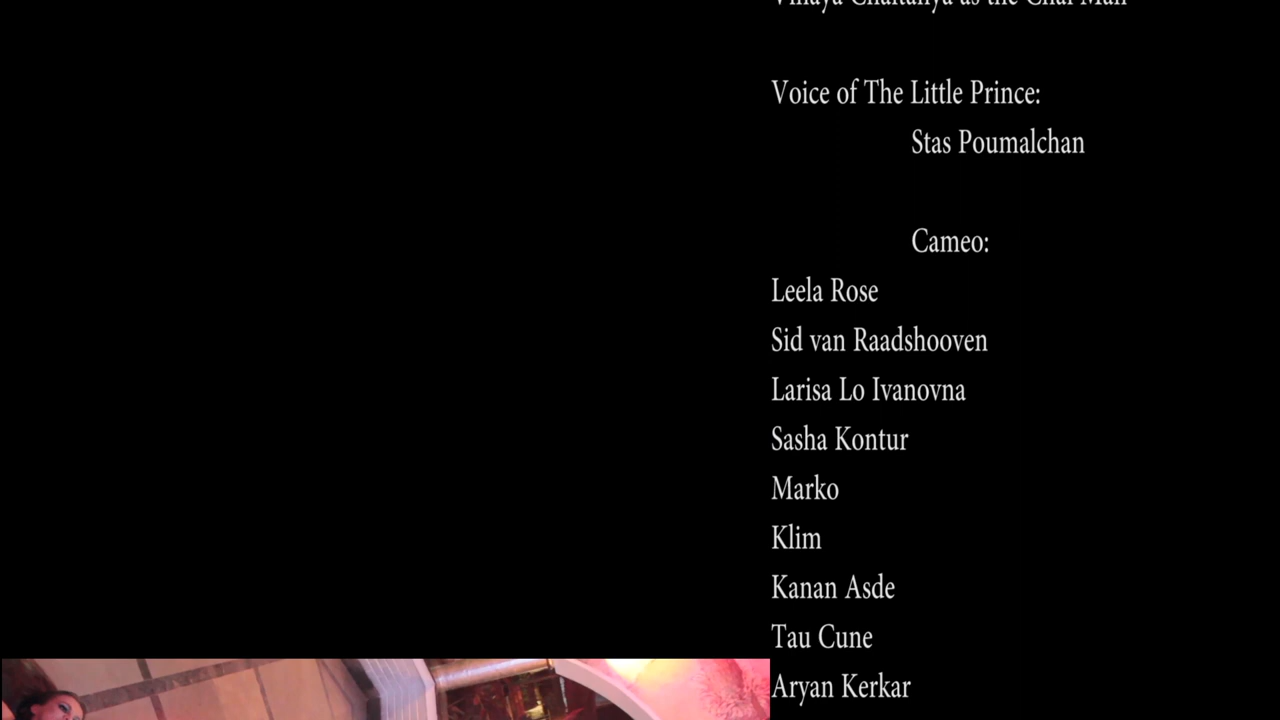 Voice of The Little Prince:
Stas Poumalchan
Cameo:
Leela Rose
Sid van Raadshooven
Larisa Lo Ivanovna
Sasha Kontur
Marko
Klim
Kanan Asde
Tau Cune
Aryan Kerkar